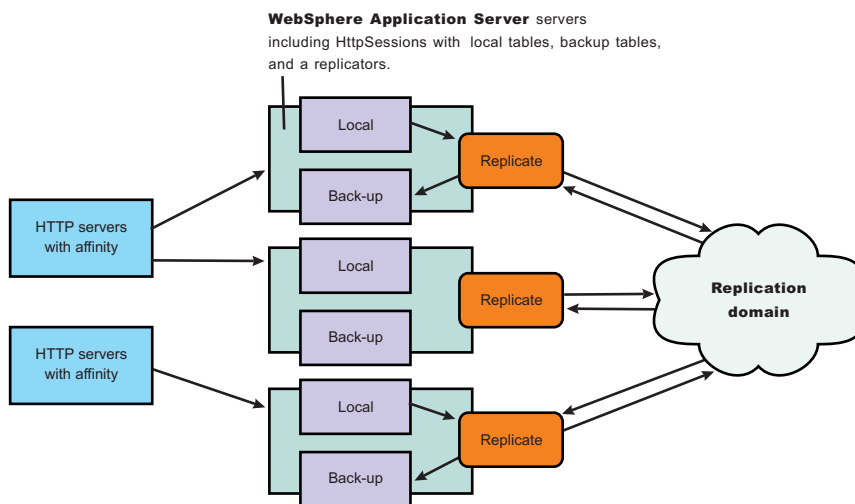 WebSphere Application Server servers
including HttpSessions with local tables, backup tables,
and a replicators.
Local
Replicate
Back-up
HTTP servers
with affinity
Local
Replicate
Back-up
Replication
domain
HTTP servers
with affinity
Local
Replicate
Back-up